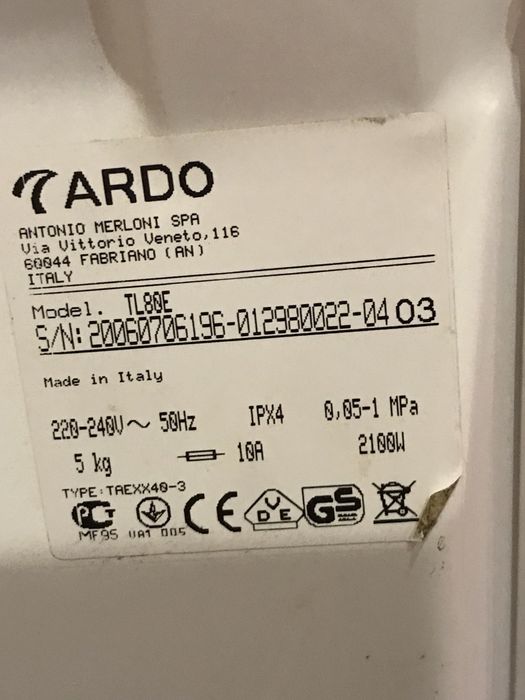 ARDO
ANTONIO MERLONI SPA
Via Vittorio Veneto,116
60044 FABRIANO (AN)
ITALY
Model. TL80E
S/N: 20060706196-012980022-04 03
Made in Italy
220-240V~ 50Hz IPX4 0,05-1 MPa
5 kg 10A 2100W
TYPE:TAEXX40-3
PCT CE VDE GS
MF95 UA1 005